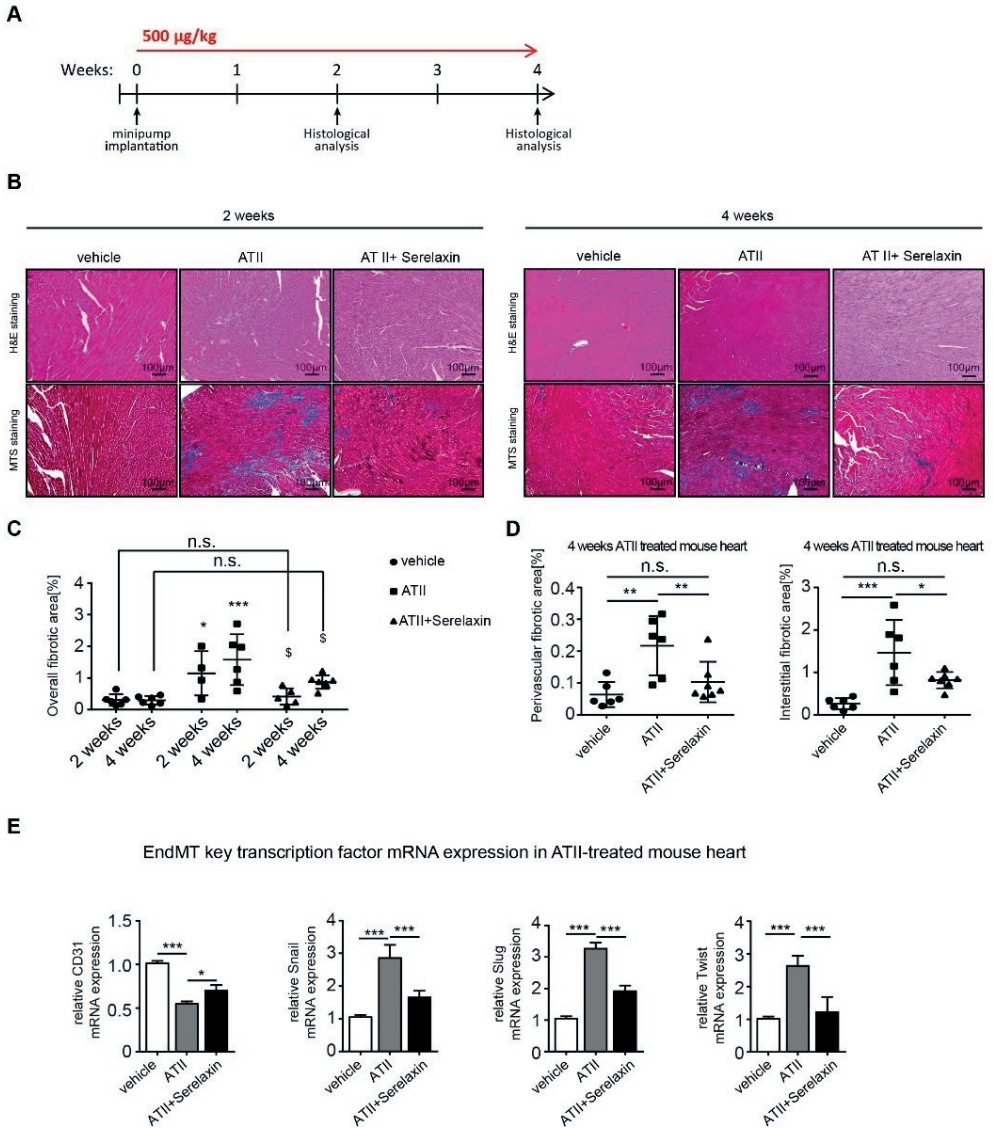 A
500 µg/kg
Weeks: 0 1 2 3 4
minipump
implantation
Histological
analysis
Histological
analysis
B
2 weeks
4 weeks
vehicle ATII AT II+ Serelaxin
vehicle ATII AT II+ Serelaxin
H&E staining
100µm 100µm 100µm
H&E staining
100µm 100µm 100µm
MTS staining
100µm 100µm 100µm
MTS staining
100µm 100µm 100µm
C
n.s.
n.s.
vehicle
ATII
ATII+Serelaxin
Overall fibrotic area[%]
4
3
2
1
0
*
***
$
$
2 weeks
4 weeks
2 weeks
4 weeks
2 weeks
4 weeks
D
4 weeks ATII treated mouse heart
n.s.
** **
Perivascular fibrotic area[%]
0.4
0.3
0.2
0.1
0
vehicle
ATII
ATII+Serelaxin
4 weeks ATII treated mouse heart
n.s.
*** *
Interstitial fibrotic area[%]
3
2
1
0
vehicle
ATII
ATII+Serelaxin
E
EndMT key transcription factor mRNA expression in ATII-treated mouse heart
relative CD31
mRNA expression
1.5
1.0
0.5
0
***
*
vehicle
ATII
ATII+Serelaxin
relative Snail
mRNA expression
4
3
2
1
0
*** ***
vehicle
ATII
ATII+Serelaxin
relative Slug
mRNA expression
4
3
2
1
0
*** ***
vehicle
ATII
ATII+Serelaxin
relative Twist
mRNA expression
4
3
2
1
0
*** ***
vehicle
ATII
ATII+Serelaxin